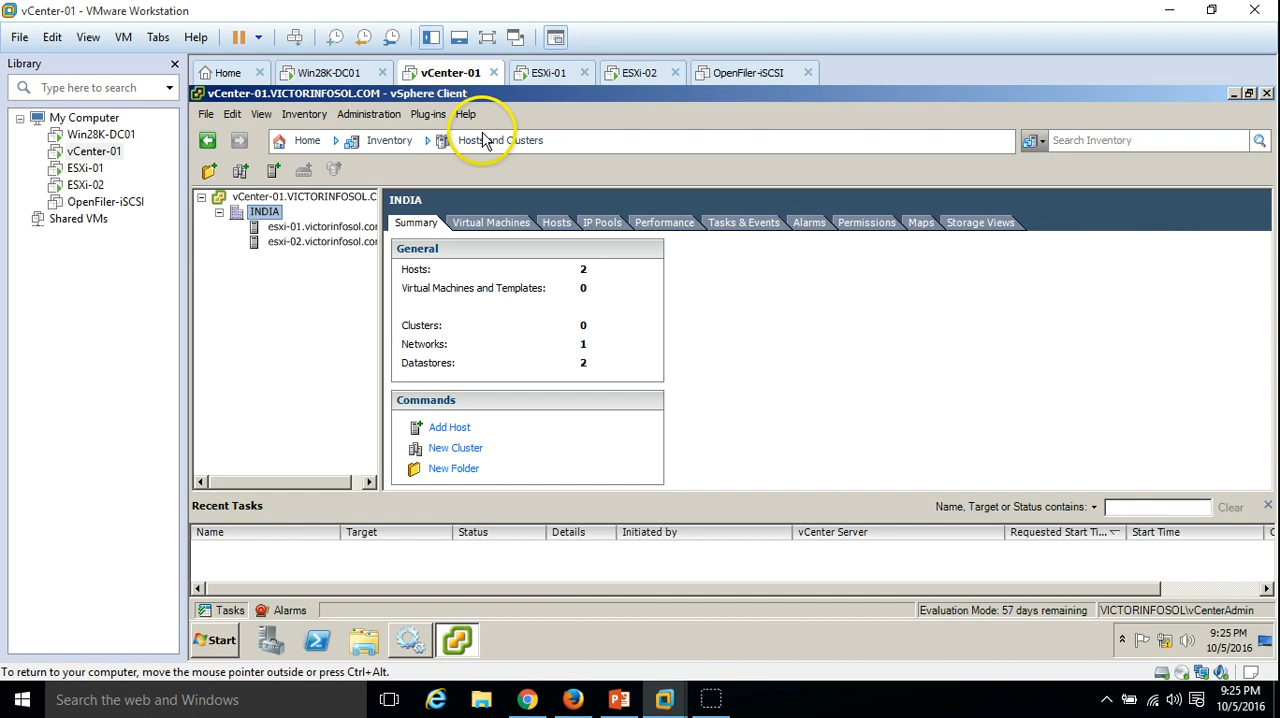 vCenter-01 - VMware Workstation
File Edit View VM Tabs Help
Library
Type here to search
My Computer
Win28K-DC01
vCenter-01
ESXi-01
ESXi-02
OpenFiler-iSCSI
Shared VMs
Home Win28K-DC01 vCenter-01 ESXi-01 ESXi-02 OpenFiler-iSCSI
vCenter-01.VICTORINFOSOL.COM - vSphere Client
File Edit View Inventory Administration Plug-ins Help
Home Inventory Hosts and Clusters Search Inventory
vCenter-01.VICTORINFOSOL.C
INDIA
esxi-01.victorinfosol.cor
esxi-02.victorinfosol.cor
INDIA
Summary Virtual Machines Hosts IP Pools Performance Tasks & Events Alarms Permissions Maps Storage Views
General
Hosts: 2
Virtual Machines and Templates: 0
Clusters: 0
Networks: 1
Datastores: 2
Commands
Add Host
New Cluster
New Folder
Recent Tasks Name, Target or Status contains: Clear
Name Target Status Details Initiated by vCenter Server Requested Start Ti... Start Time
Tasks Alarms Evaluation Mode: 57 days remaining VICTORINFOSOL\vCenterAdmin
Start
9:25 PM
10/5/2016
To return to your computer, move the mouse pointer outside or press Ctrl+Alt.
Search the web and Windows
9:25 PM
10/5/2016